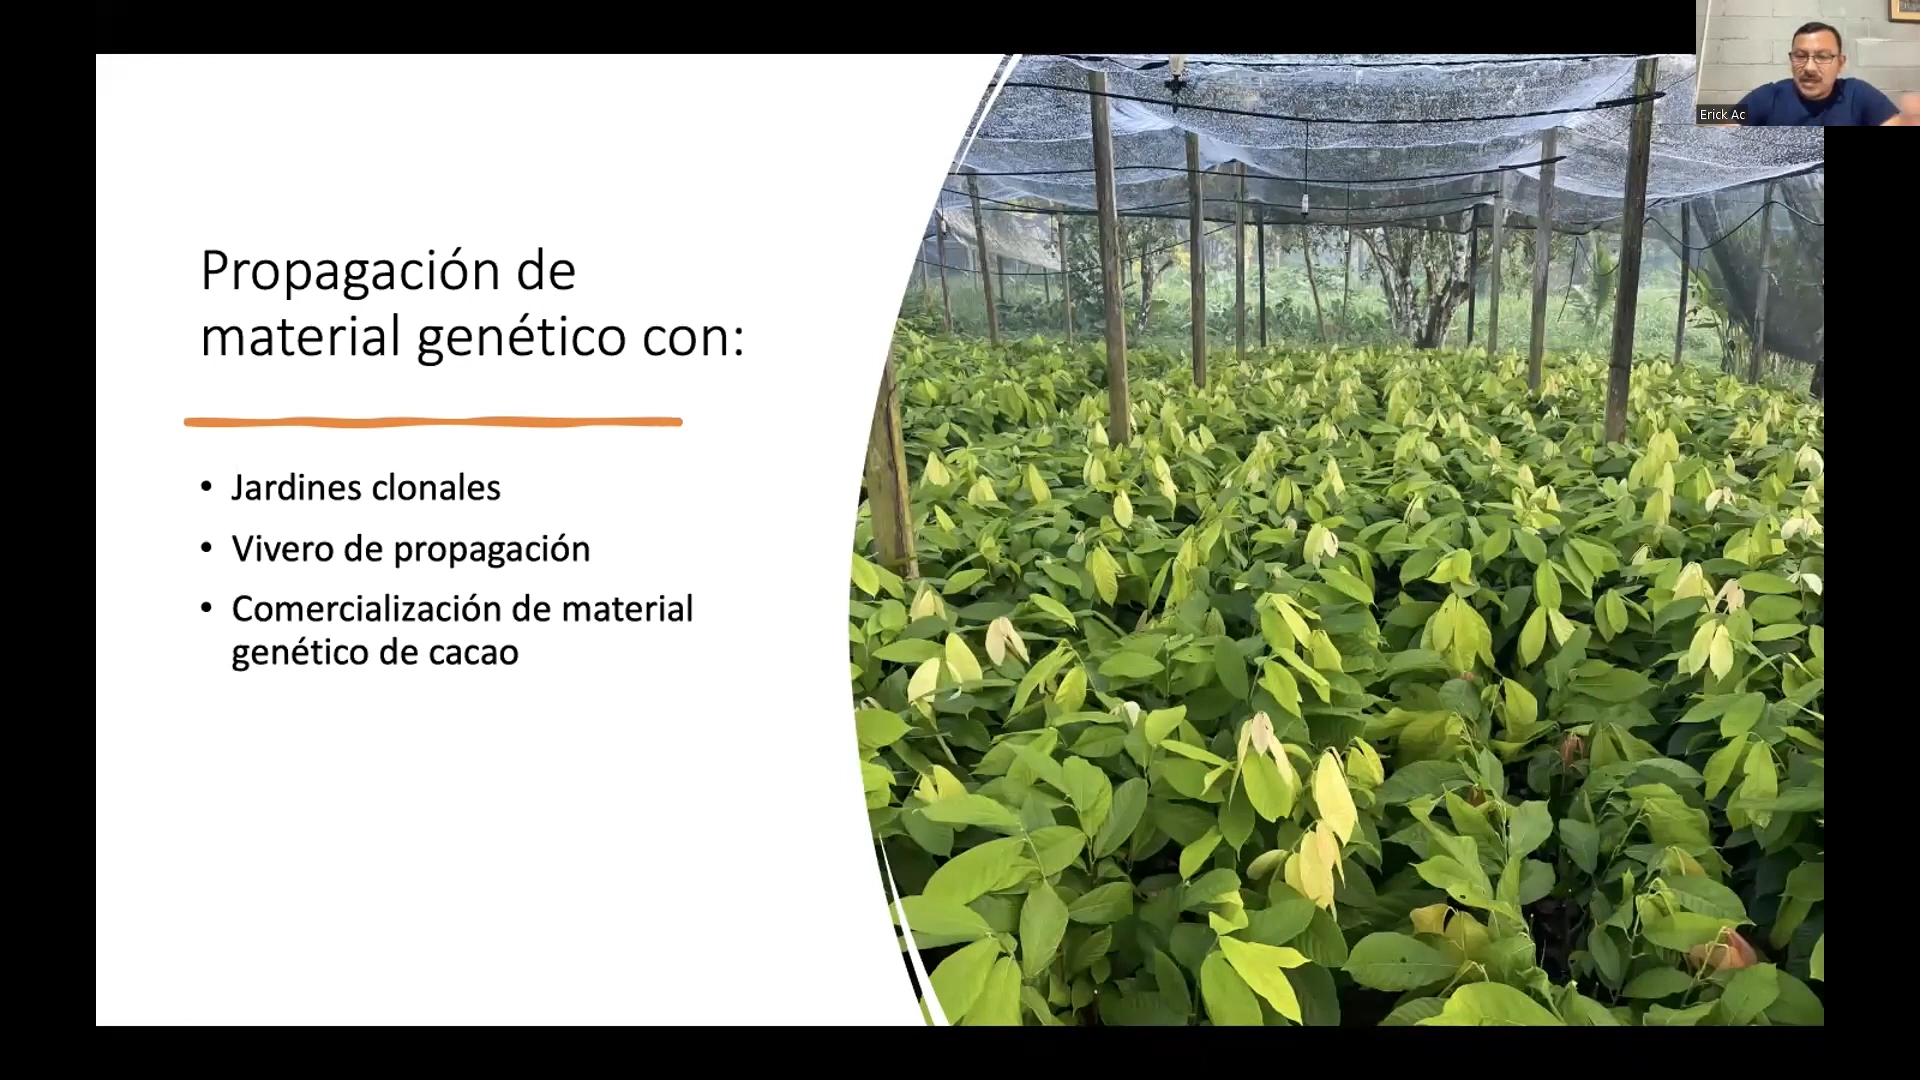 Propagación de
material genético con:
• Jardines clonales
• Vivero de propagación
• Comercialización de material
genético de cacao
Erick Ac